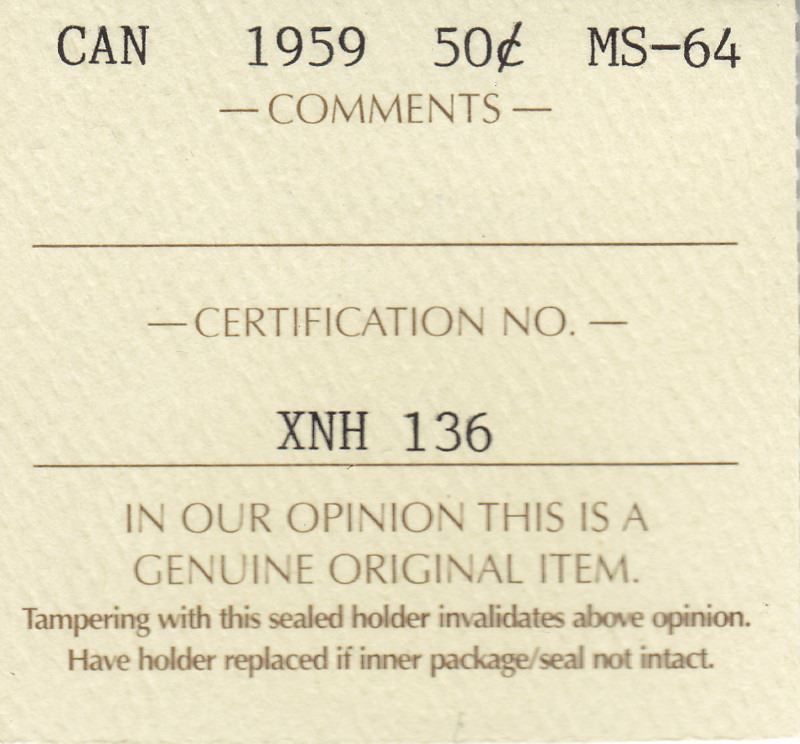 CAN 1959 50¢ MS-64
— COMMENTS —
— CERTIFICATION NO. —
XNH 136
IN OUR OPINION THIS IS A
GENUINE ORIGINAL ITEM.
Tampering with this sealed holder invalidates above opinion.
Have holder replaced if inner package/seal not intact.